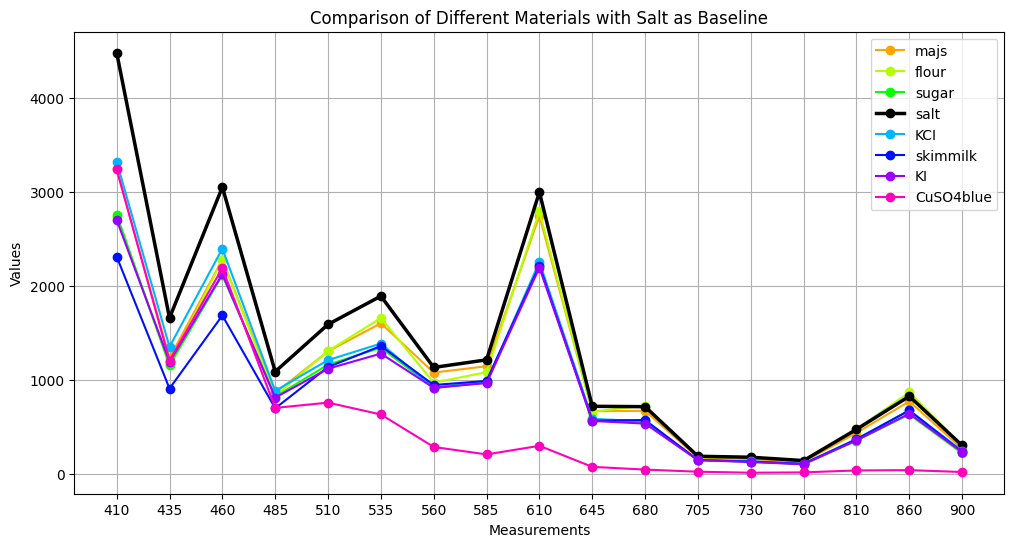 Comparison of Different Materials with Salt as Baseline
majs
flour
sugar
salt
KCI
skimmilk
KI
CuSO4blue
Values
4000
3000
2000
1000
0
410 435 460 485 510 535 560 585 610 645 680 705 730 760 810 860 900
Measurements